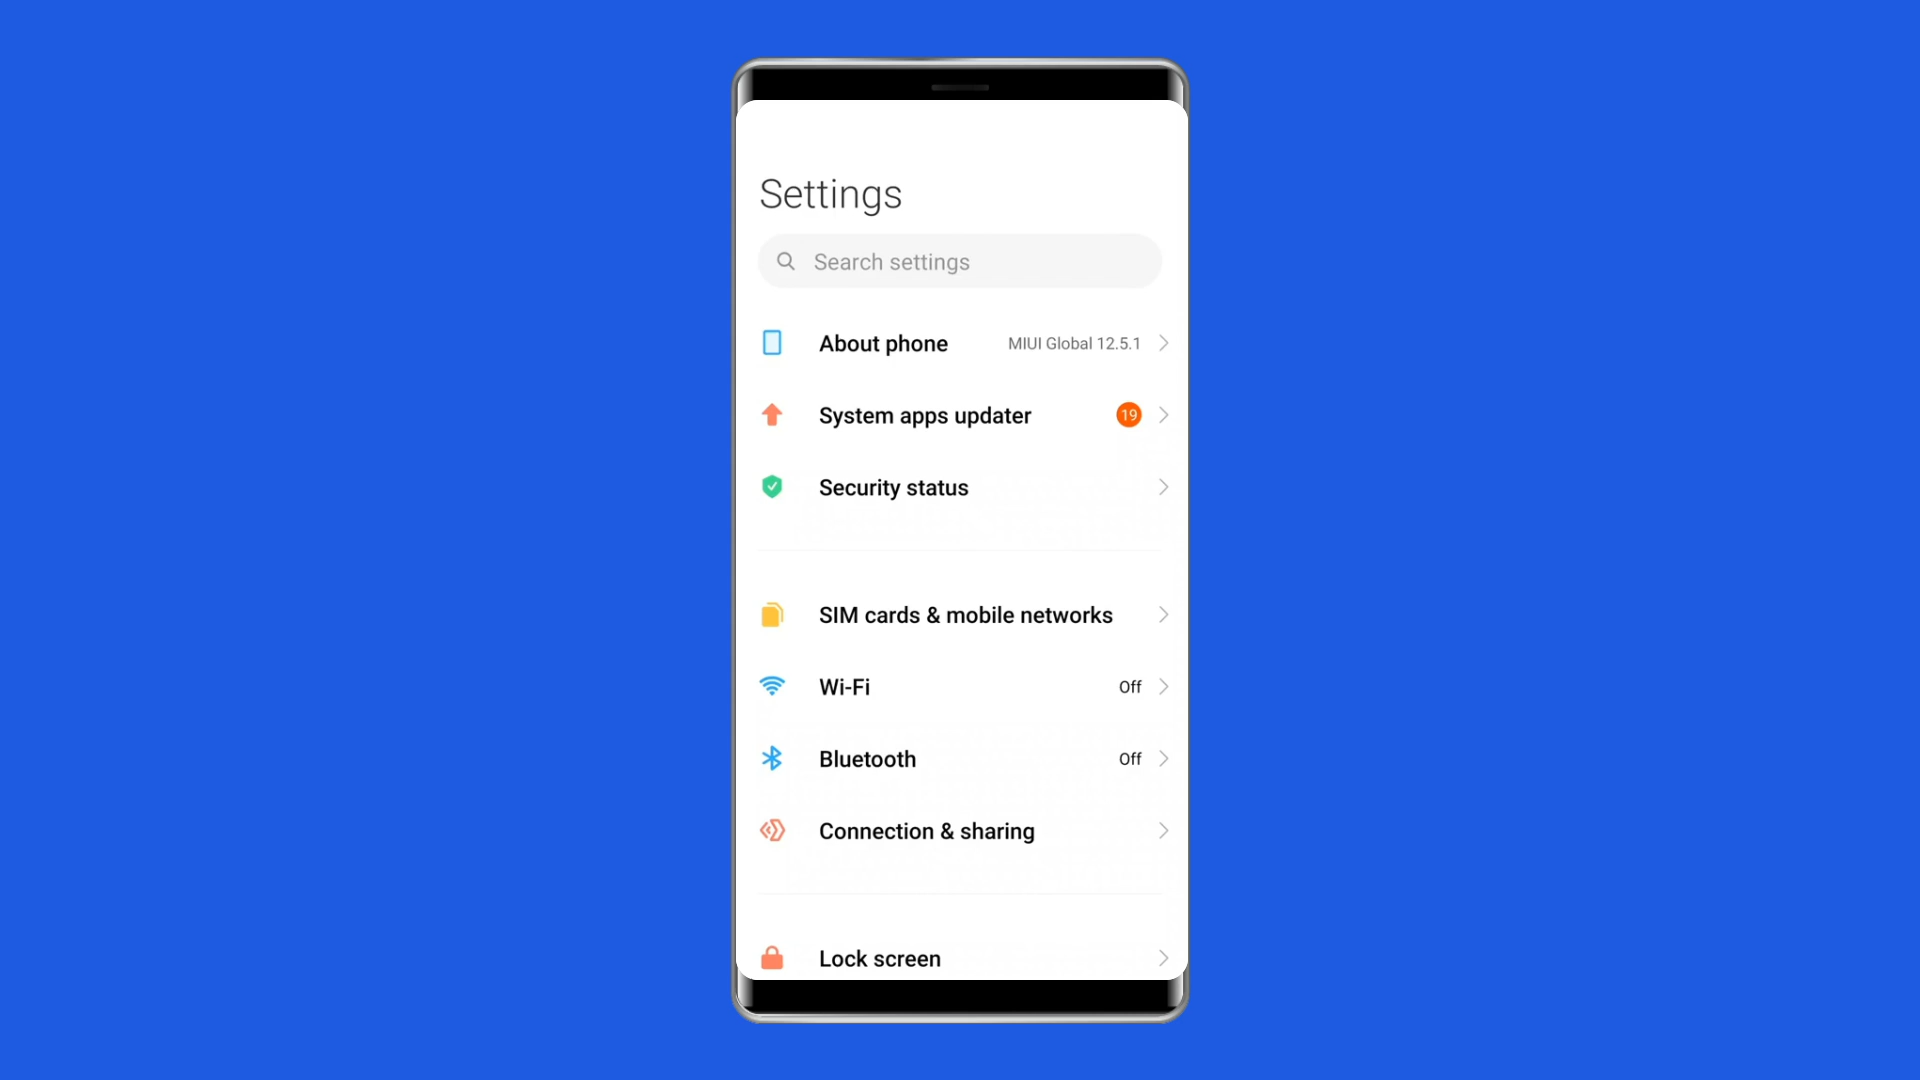 Settings
Search settings
About phone MIUI Global 12.5.1
System apps updater 19
Security status
SIM cards & mobile networks
Wi-Fi Off
Bluetooth Off
Connection & sharing
Lock screen